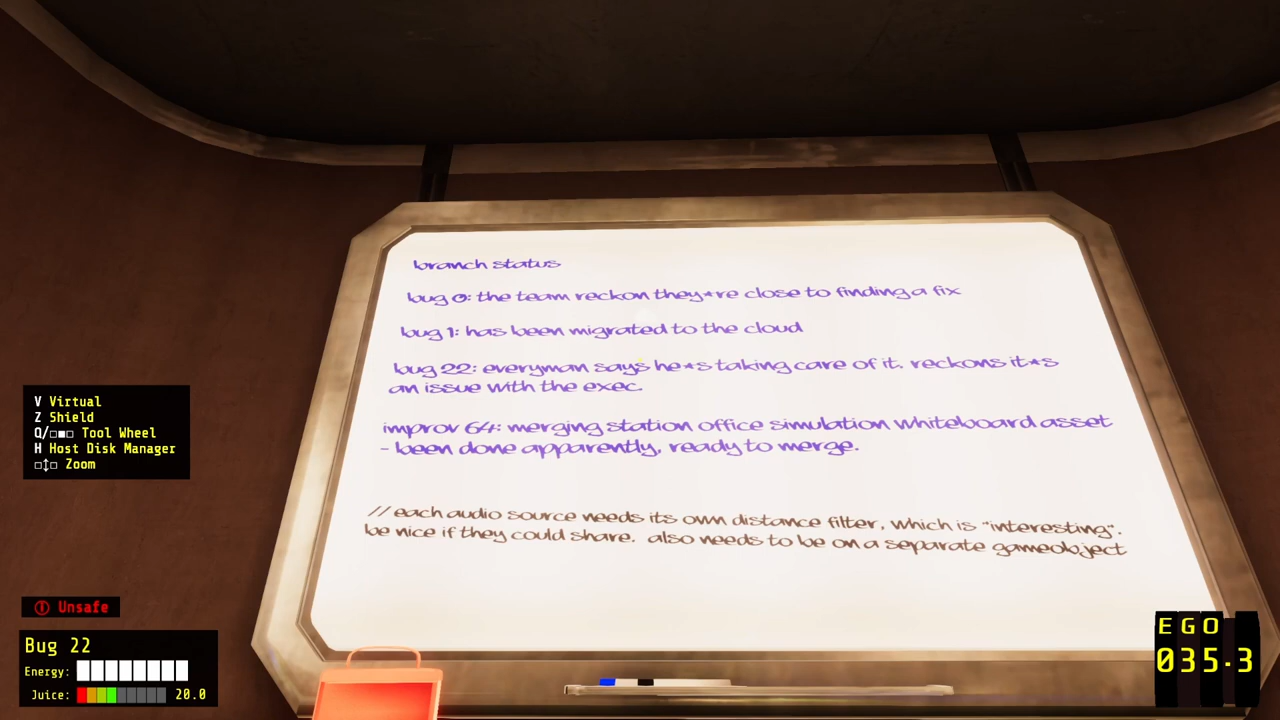 branch status
bug 0: the team reckon they*re close to finding a fix
bug 1: has been migrated to the cloud
bug 22: everyman says he*s taking care of it. reckons it*s
an issue with the exec.
improv 64: merging station office simulation whiteboard asset
- been done apparently, ready to merge.
// each audio source needs its own distance filter, which is "interesting".
be nice if they could share. also needs to be on a separate gameobject
V Virtual
Z Shield
Q/ Tool Wheel
H Host Disk Manager
Zoom
Unsafe
Bug 22
Energy:
Juice: 20.0
EGO
035.3